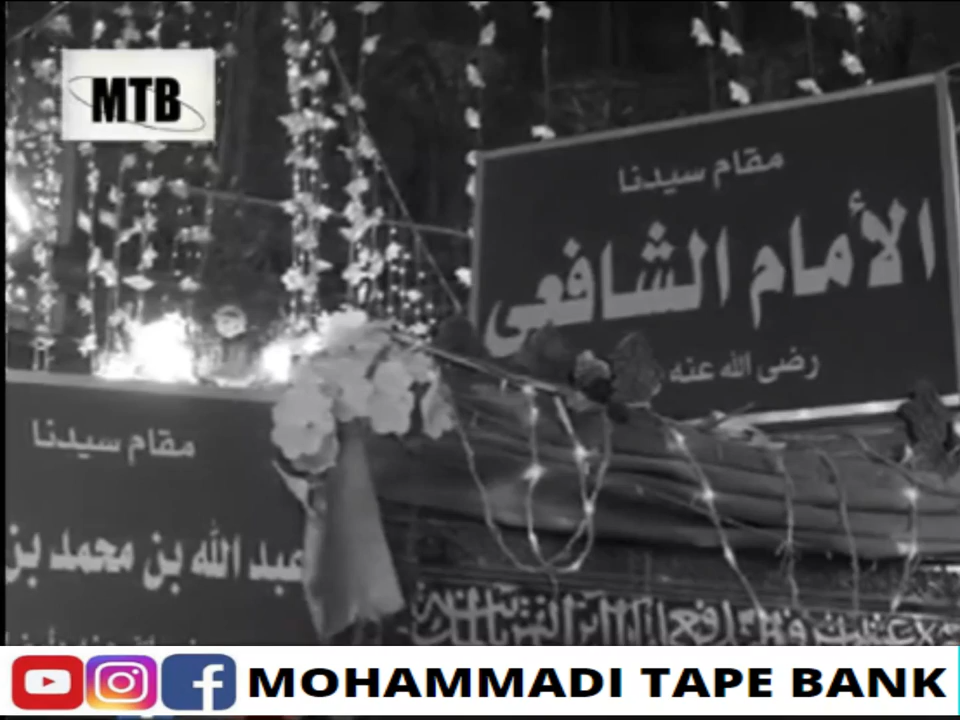 MTB
مقام سيدنا
الأمام الشافعى
رضى الله عنه
مقام سيدنا
عبد الله بن محمد بن
MOHAMMADI TAPE BANK